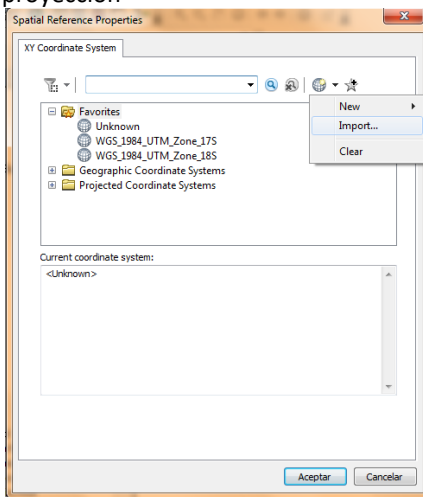 proyession
Spatial Reference Properties
XY Coordinate System
New
Import...
Clear
Favorites
Unknown
WGS_1984_UTM_Zone_17S
WGS_1984_UTM_Zone_18S
Geographic Coordinate Systems
Projected Coordinate Systems
Current coordinate system:
<Unknown>
Aceptar
Cancelar